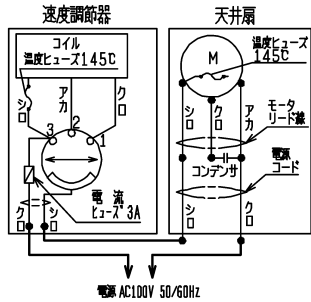 速度調節器
天井扇
コイル
温度ヒューズ145℃
シロ
アカ
クロ
3
2
1
電流
ヒューズ3A
クロ
シロ
M
温度ヒューズ
145℃
シロ
クロ
アカ
モータ
リード線
コンデンサ
電源
コード
シロ
クロ
電源 AC100V 50/60Hz